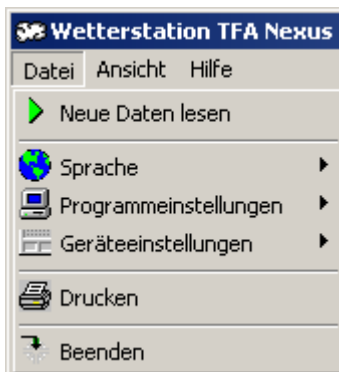 Wetterstation TFA Nexus
Datei Ansicht Hilfe
Neue Daten lesen
Sprache
Programmeinstellungen
Geräteeinstellungen
Drucken
Beenden